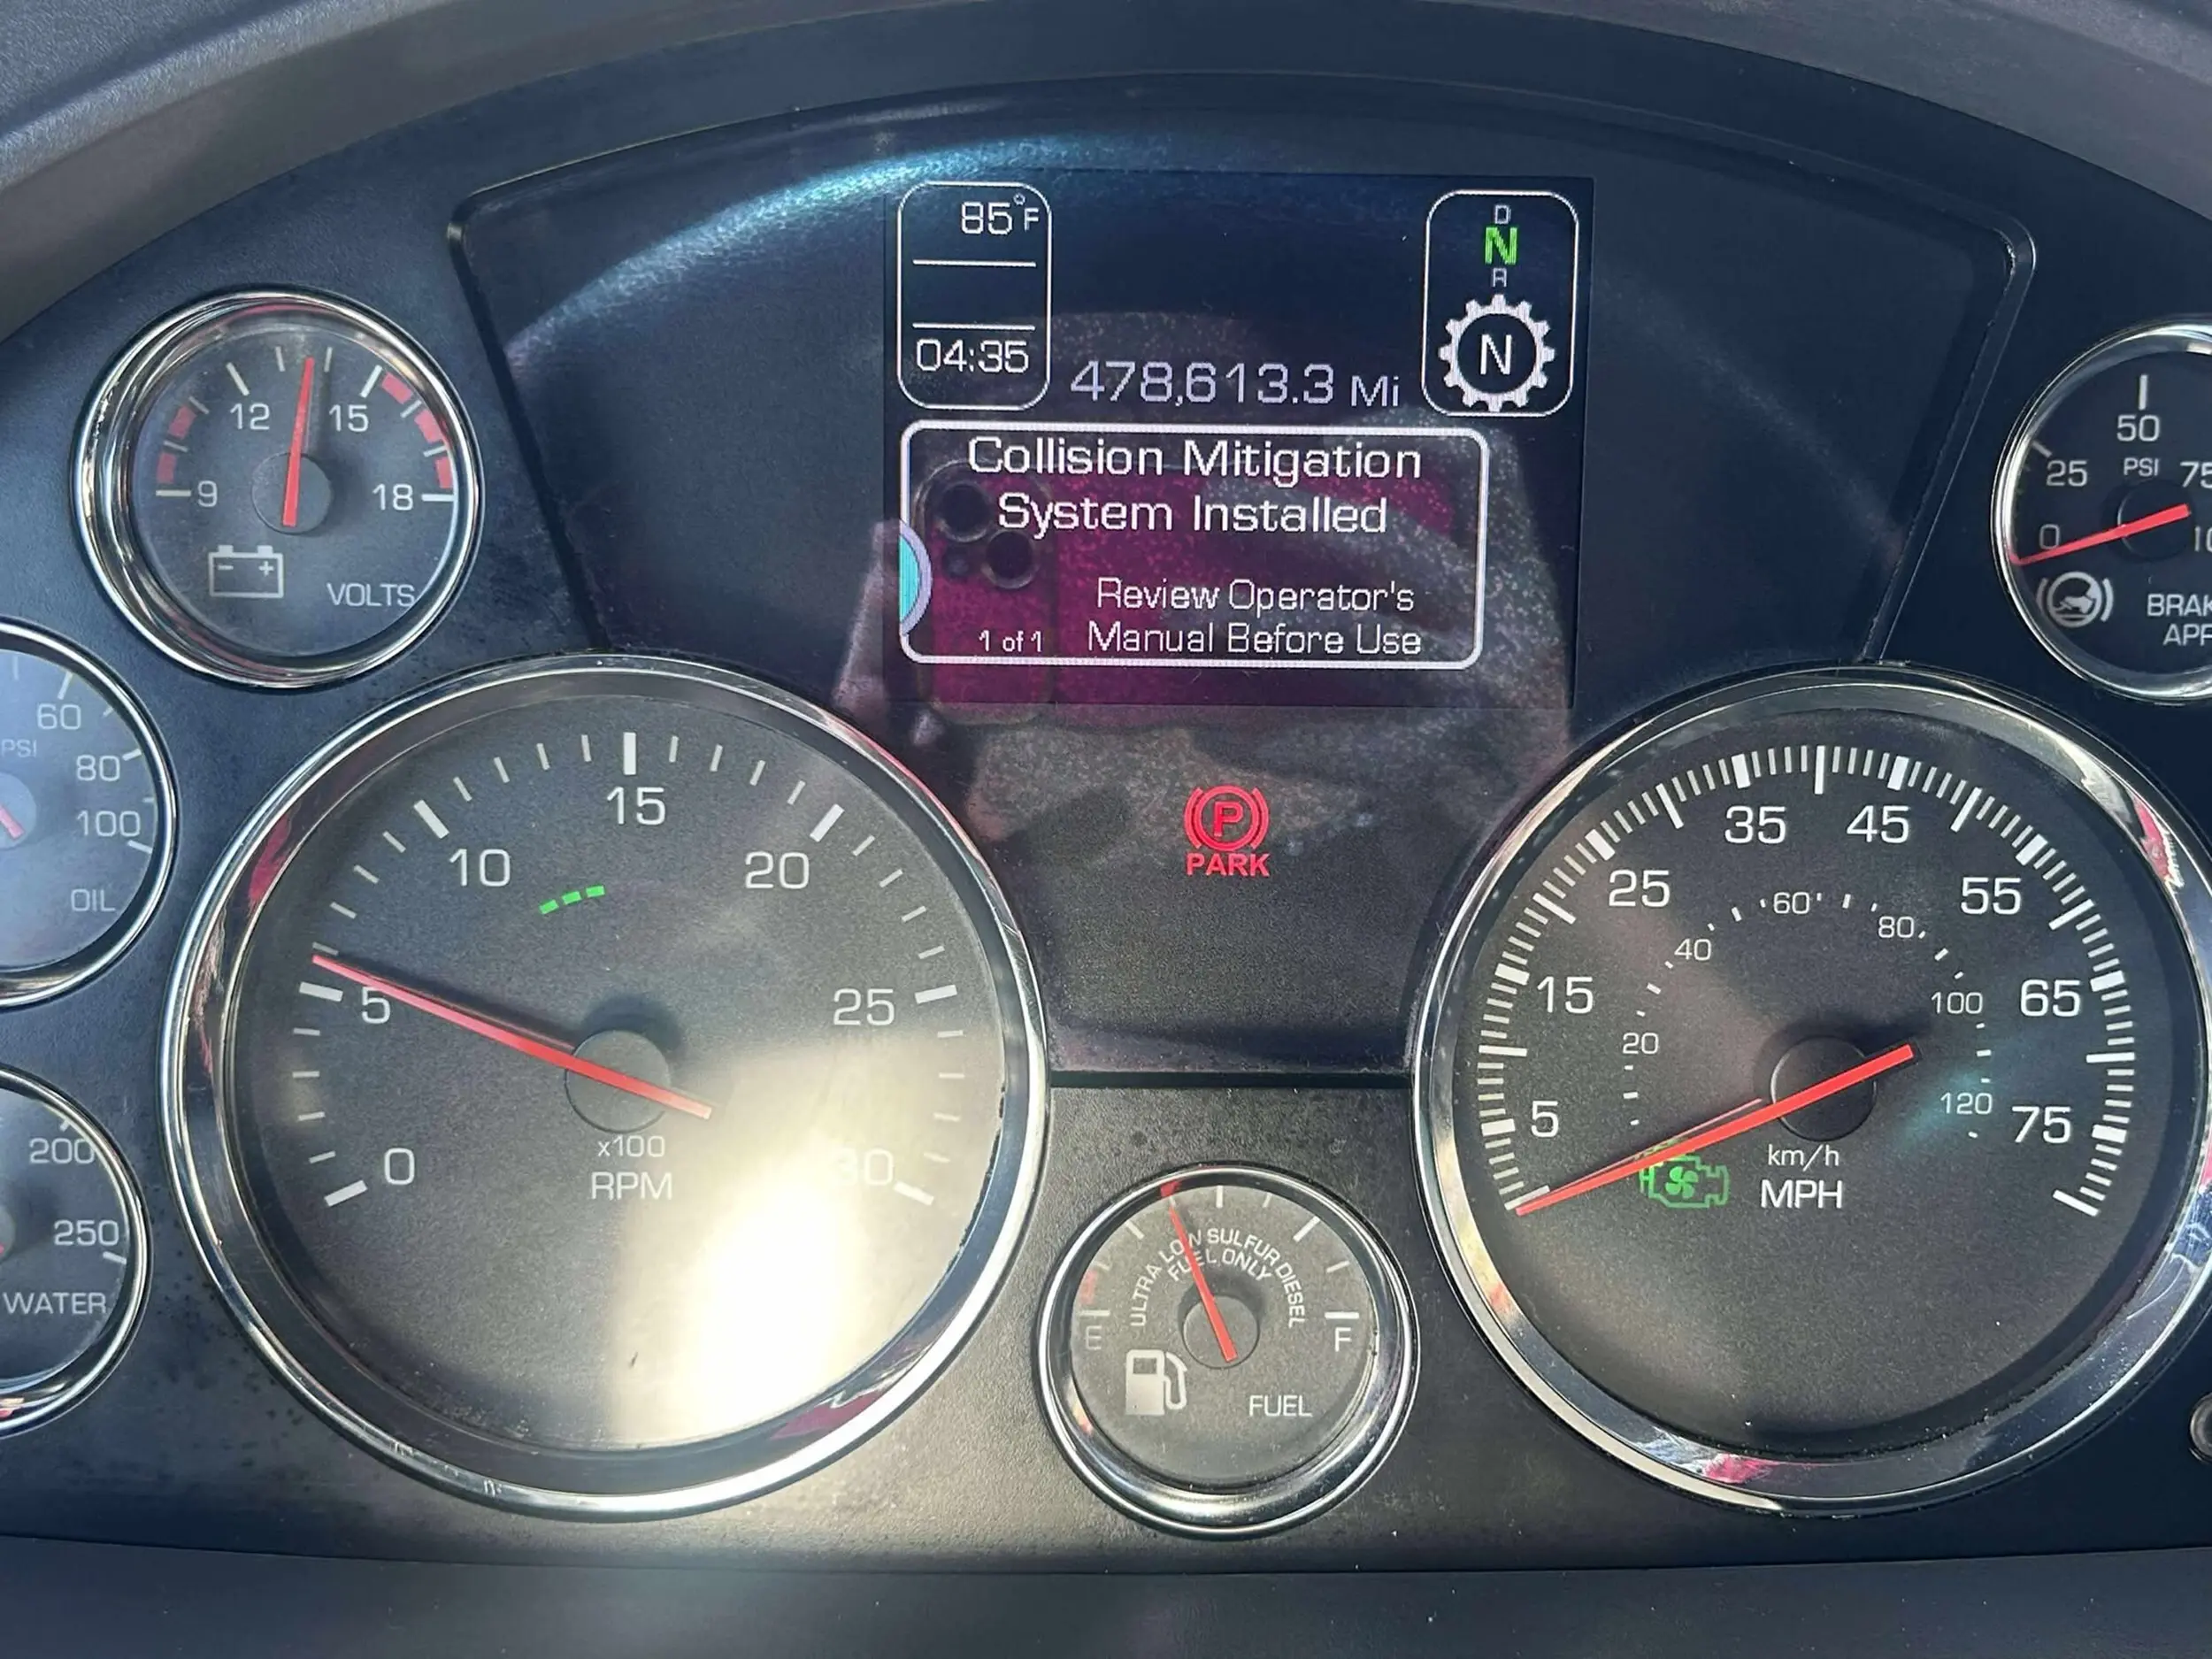 85°F
04:35
478,613.3 Mi
D
N
R
N
Collision Mitigation
System Installed
Review Operator's
1 of 1 Manual Before Use
12 15
9 18
VOLTS
50
25 PSI 75
0
60
PSI 80
100
OIL
PARK
15
10 20
5 25
0 30
x100
RPM
35 45
25 55
15 65
5 75
60 80
40 100
20 120
km/h
MPH
200
250
WATER
ULTRA LOW SULFUR DIESEL
FUEL ONLY
E F
FUEL